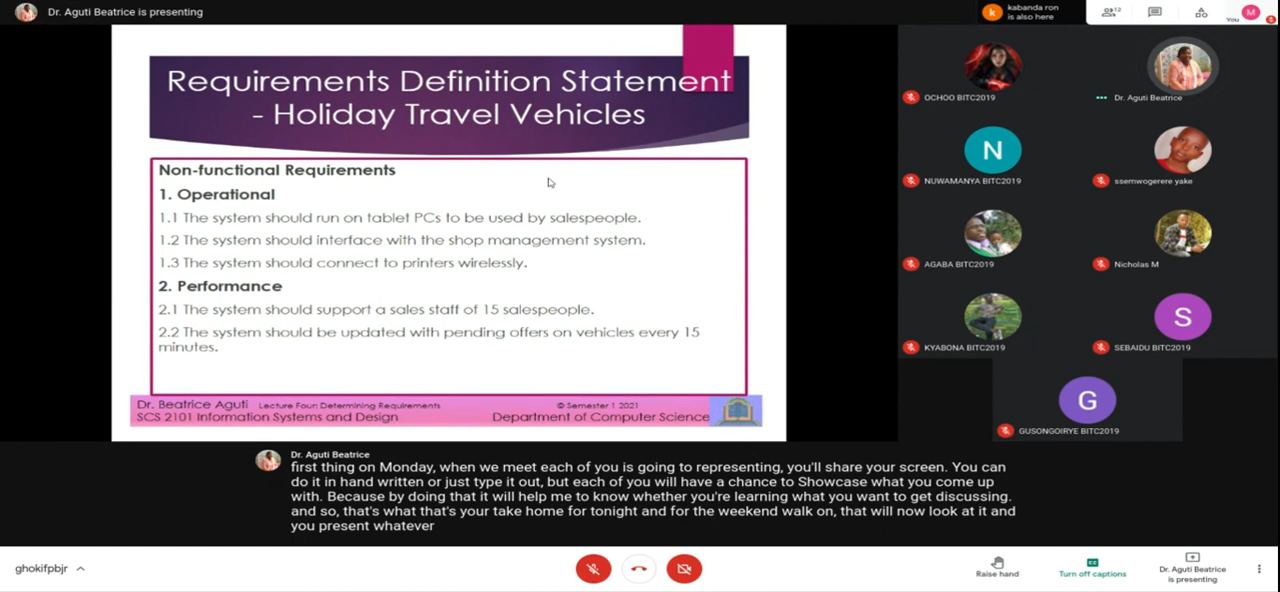 Dr. Aguti Beatrice is presenting
k
kabanda ron
is also here
12
You
M
Requirements Definition Statement
- Holiday Travel Vehicles
Non-functional Requirements
1. Operational
1.1 The system should run on tablet PCs to be used by salespeople.
1.2 The system should interface with the shop management system.
1.3 The system should connect to printers wirelessly.
2. Performance
2.1 The system should support a sales staff of 15 salespeople.
2.2 The system should be updated with pending offers on vehicles every 15
minutes.
Dr. Beatrice Aguti Lecture Four: Determining Requirements © Semester 1 2021
SCS 2101 Information Systems and Design Department of Computer Science
OCHOO BITC2019
Dr. Aguti Beatrice
N
NUWAMANYA BITC2019
ssemwogerere yake
AGABA BITC2019
Nicholas M
KYABONA BITC2019
S
SEBAIDU BITC2019
G
GUSONGOIRYE BITC2019
Dr. Aguti Beatrice
first thing on Monday, when we meet each of you is going to representing, you'll share your screen. You can
do it in hand written or just type it out, but each of you will have a chance to Showcase what you come up
with. Because by doing that it will help me to know whether you're learning what you want to get discussing.
and so, that's what that's your take home for tonight and for the weekend walk on, that will now look at it and
you present whatever
ghokifpbjr
Raise hand
Turn off captions
Dr. Aguti Beatrice
is presenting